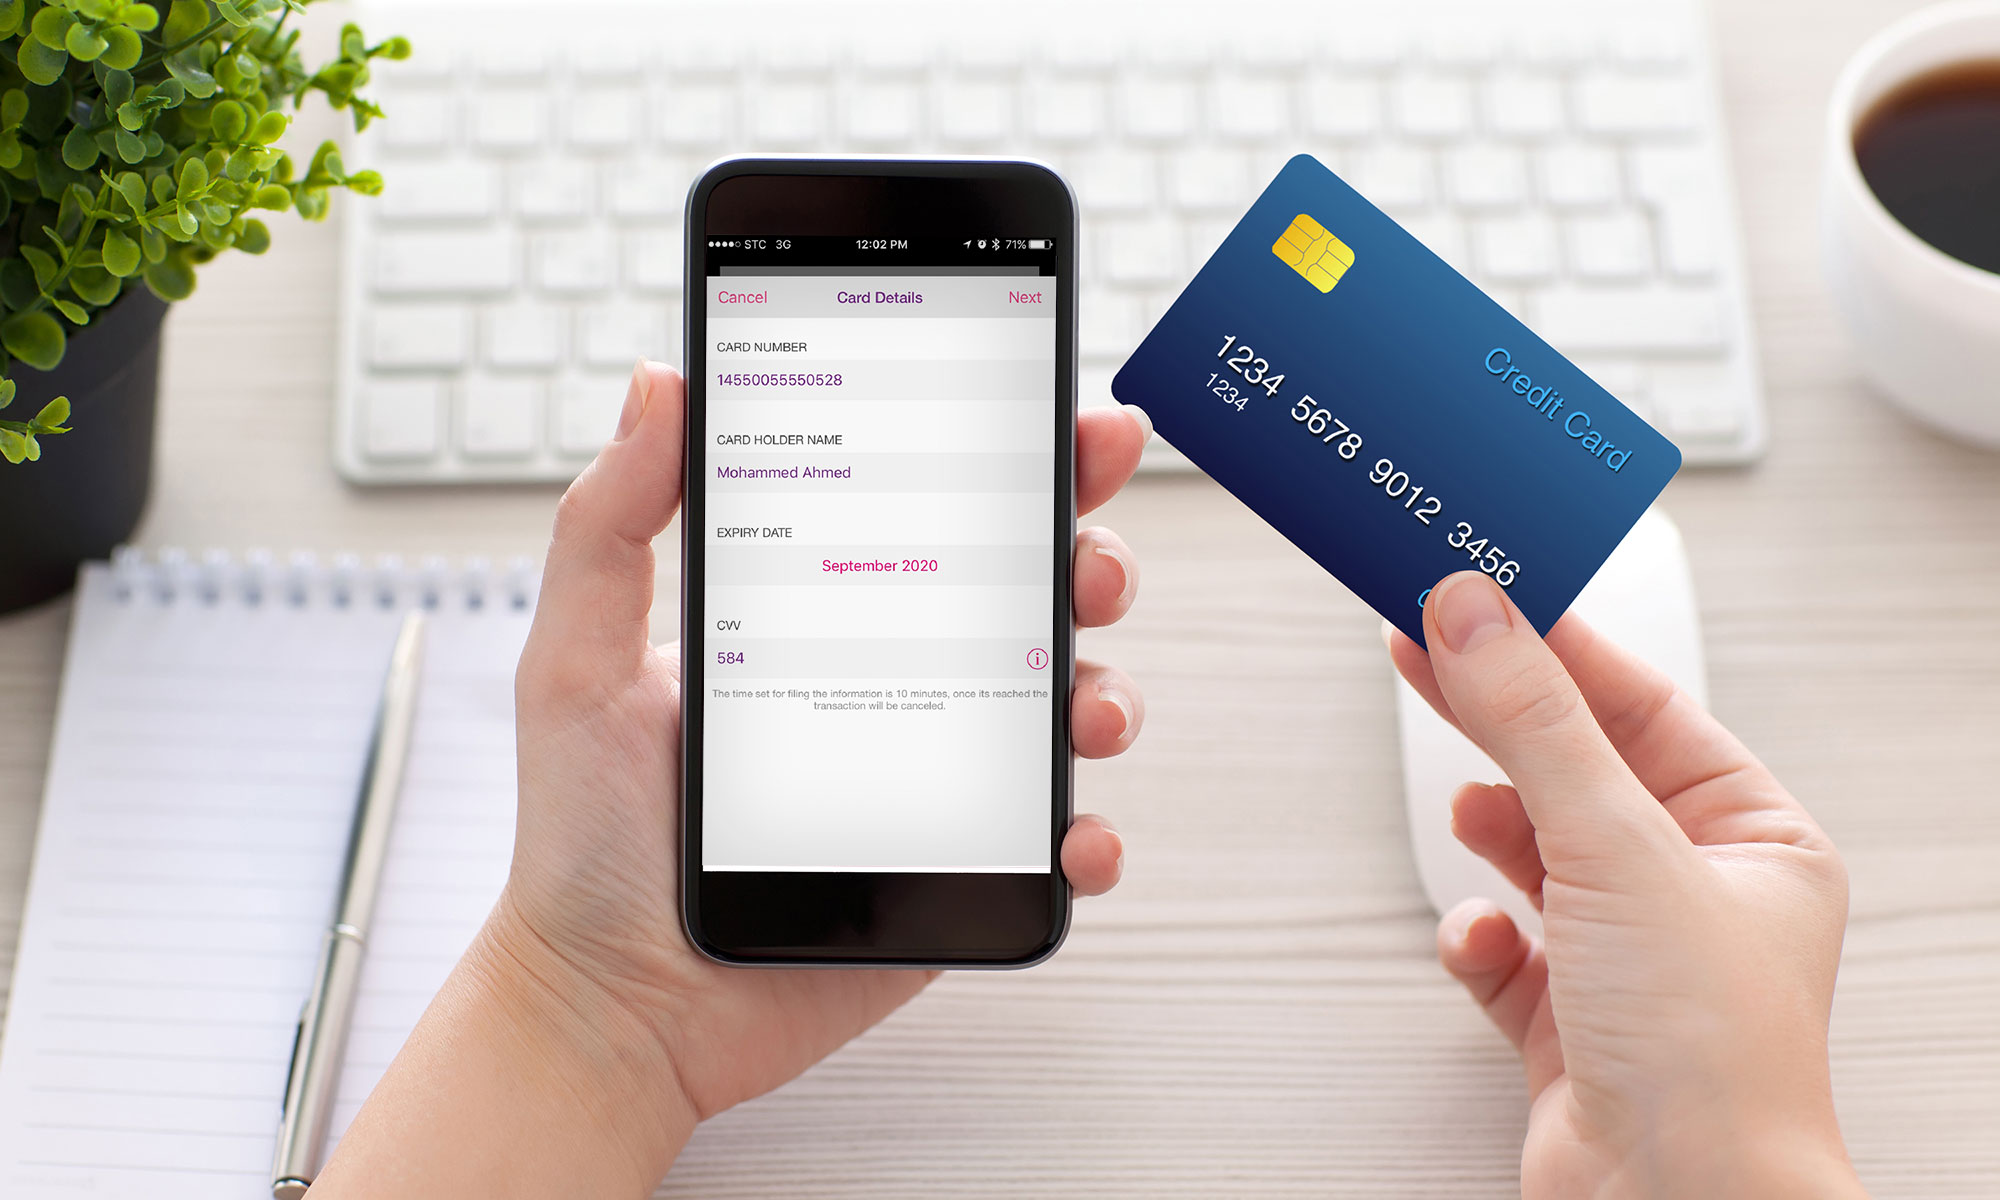 STC 3G 12:02 PM 71%
Cancel Card Details Next
CARD NUMBER
14550055550528
CARD HOLDER NAME
Mohammed Ahmed
EXPIRY DATE
September 2020
CVV
584
The time set for filing the information is 10 minutes, once its reached the
transaction will be canceled.
Credit Card
1234 5678 9012 3456
1234